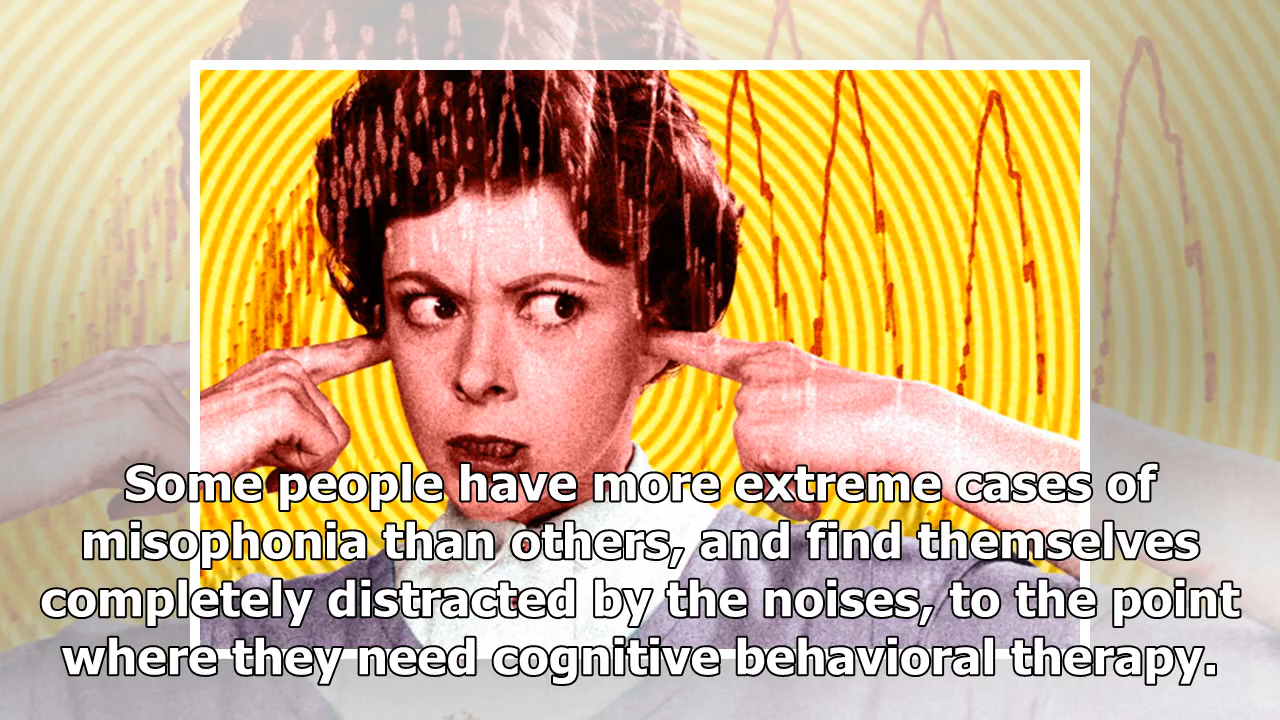 Some people have more extreme cases of
misophonia than others, and find themselves
completely distracted by the noises, to the point
where they need cognitive behavioral therapy.